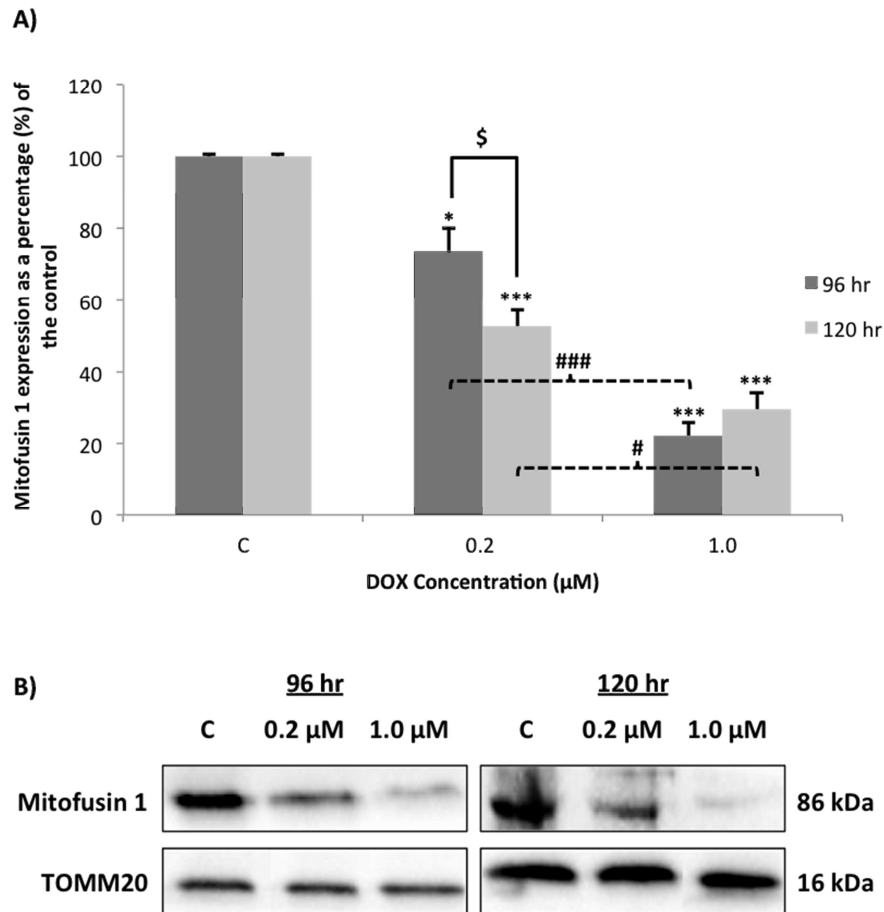 A)
Mitofusin 1 expression as a percentage (%) of
the control
120
100
80
60
40
20
0
$
*
***
###
***
***
#
96 hr
120 hr
C 0.2 1.0
DOX Concentration (µM)
B)
96 hr 120 hr
C 0.2 µM 1.0 µM C 0.2 µM 1.0 µM
Mitofusin 1 86 kDa
TOMM20 16 kDa